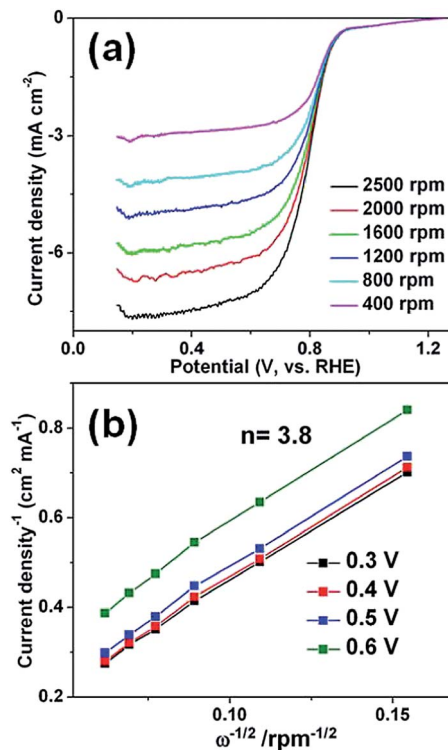 (a)
0
-3
-6
Current density (mA cm⁻²)
2500 rpm
2000 rpm
1600 rpm
1200 rpm
800 rpm
400 rpm
0.0 0.4 0.8 1.2
Potential (V, vs. RHE)
(b)
n= 3.8
0.8
0.6
0.4
0.2
Current density⁻¹ (cm² mA⁻¹)
0.3 V
0.4 V
0.5 V
0.6 V
0.10 0.15
ω⁻¹/² /rpm⁻¹/²